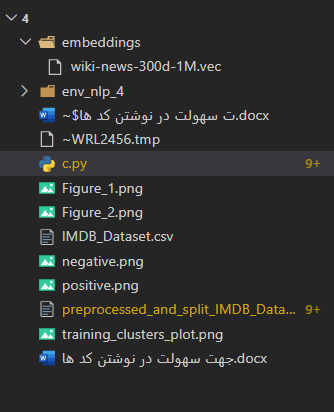 4
embeddings
wiki-news-300d-1M.vec
env_nlp_4
~$ت سهولت در نوشتن کد ها.docx
~WRL2456.tmp
c.py 9+
Figure_1.png
Figure_2.png
IMDB_Dataset.csv
negative.png
positive.png
preprocessed_and_split_IMDB_Data... 9+
training_clusters_plot.png
جهت سهولت در نوشتن کد ها.docx